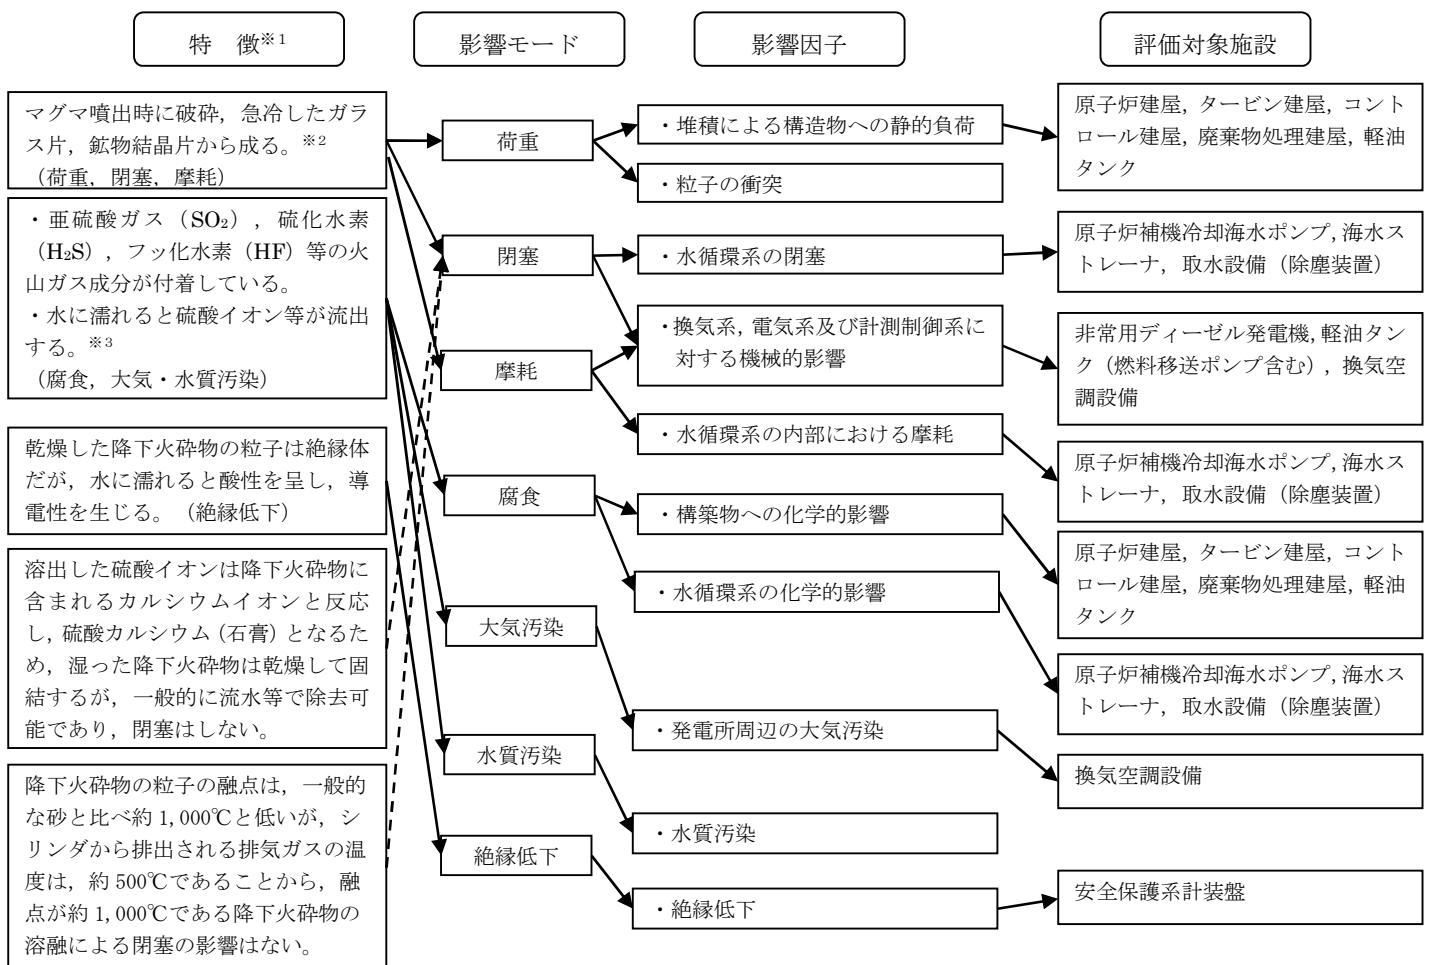 特　徴※1
影響モード
影響因子
評価対象施設
マグマ噴出時に破砕，急冷したガラ
ス片，鉱物結晶片から成る。※2
（荷重，閉塞，摩耗）
・亜硫酸ガス（SO₂），硫化水素
（H₂S），フッ化水素（HF）等の火
山ガス成分が付着している。
・水に濡れると硫酸イオン等が流出
する。※3
（腐食，大気・水質汚染）
乾燥した降下火砕物の粒子は絶縁体
だが，水に濡れると酸性を呈し，導
電性を生じる。（絶縁低下）
溶出した硫酸イオンは降下火砕物に
含まれるカルシウムイオンと反応
し，硫酸カルシウム（石膏）となるた
め，湿った降下火砕物は乾燥して固
結するが，一般的に流水等で除去可
能であり，閉塞はしない。
降下火砕物の粒子の融点は，一般的
な砂と比べ約 1,000℃と低いが，シ
リンダから排出される排気ガスの温
度は，約 500℃であることから，融
点が約 1,000℃である降下火砕物の
溶融による閉塞の影響はない。
荷重
閉塞
摩耗
腐食
大気汚染
水質汚染
絶縁低下
・堆積による構造物への静的負荷
・粒子の衝突
・水循環系の閉塞
・換気系，電気系及び計測制御系に
対する機械的影響
・水循環系の内部における摩耗
・構築物への化学的影響
・水循環系の化学的影響
・発電所周辺の大気汚染
・水質汚染
・絶縁低下
原子炉建屋，タービン建屋，コント
ロール建屋，廃棄物処理建屋，軽油
タンク
原子炉補機冷却海水ポンプ，海水ス
トレーナ，取水設備（除塵装置）
非常用ディーゼル発電機，軽油タン
ク（燃料移送ポンプ含む），換気空
調設備
原子炉補機冷却海水ポンプ，海水ス
トレーナ，取水設備（除塵装置）
原子炉建屋，タービン建屋，コント
ロール建屋，廃棄物処理建屋，軽油
タンク
原子炉補機冷却海水ポンプ，海水ス
トレーナ，取水設備（除塵装置）
換気空調設備
安全保護系計装盤